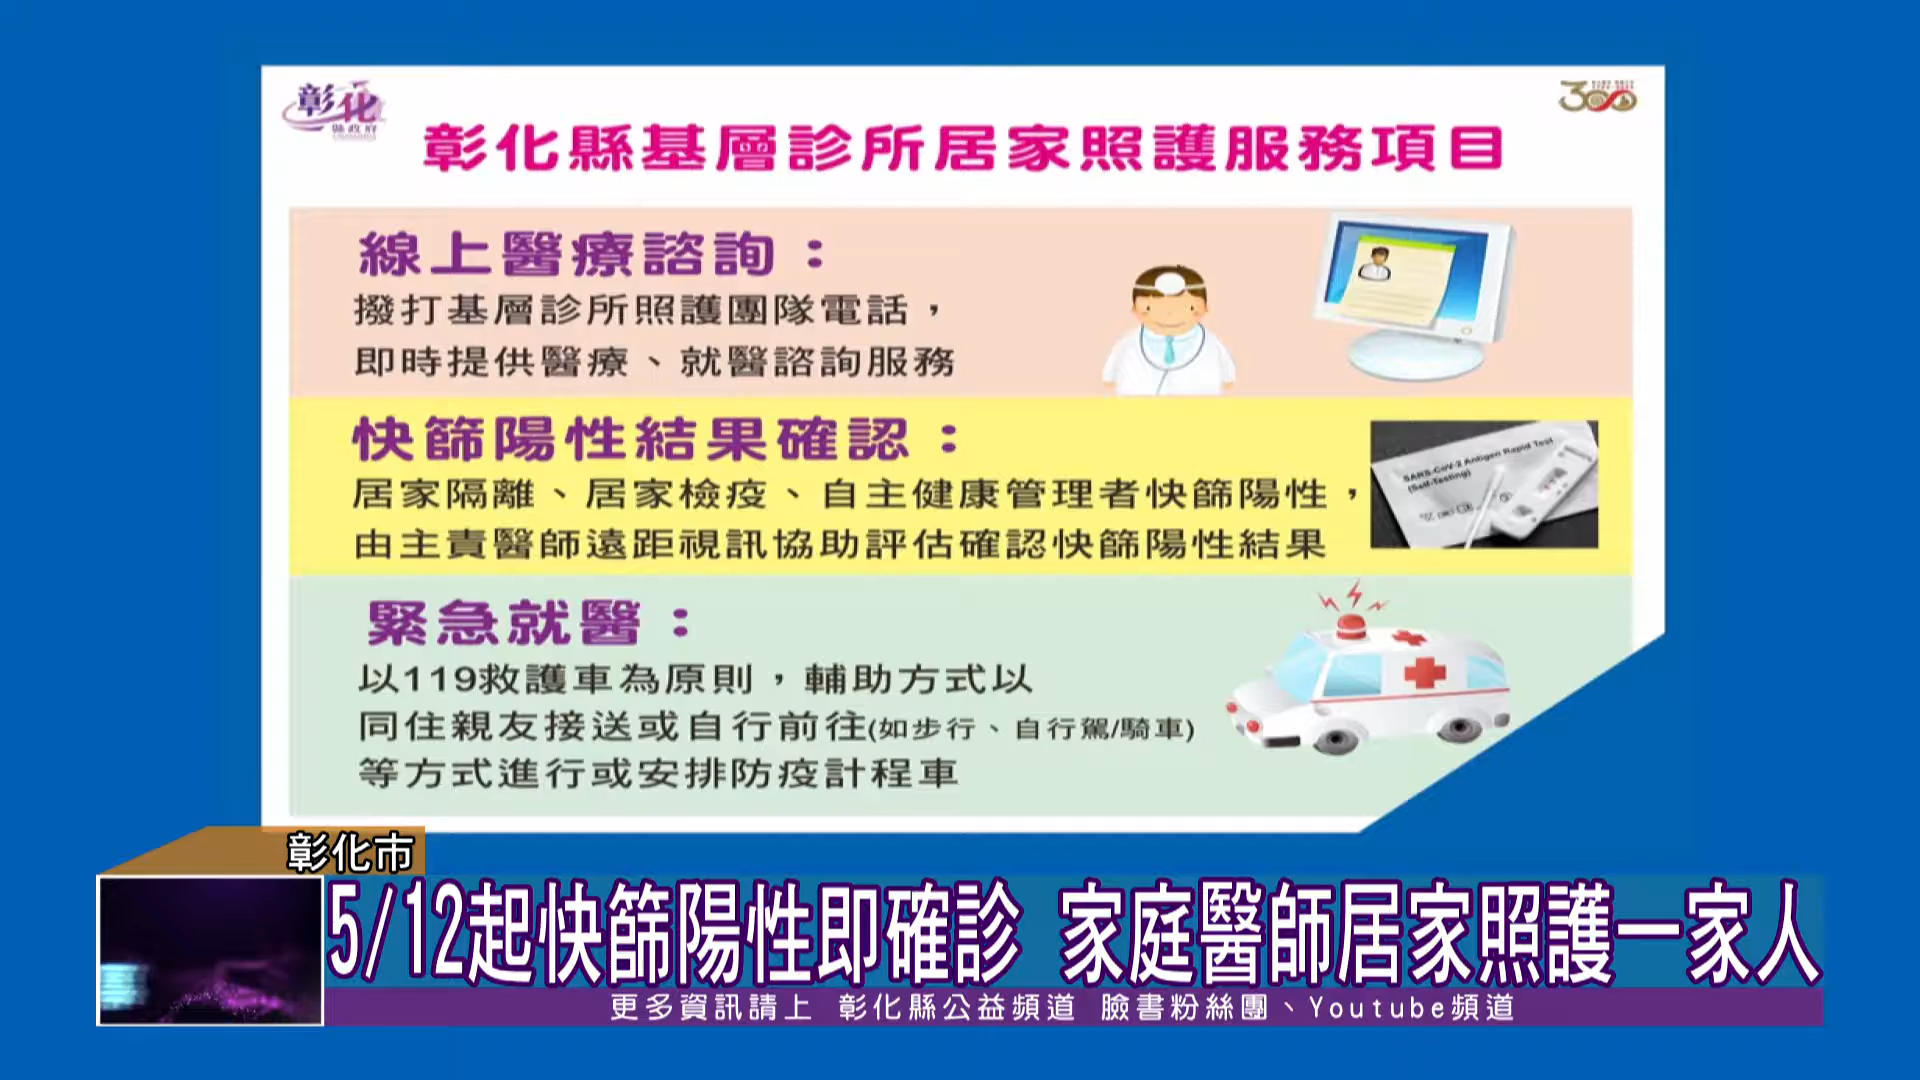 彰化
縣政府
300
彰化縣基層診所居家照護服務項目
線上醫療諮詢：
撥打基層診所照護團隊電話，
即時提供醫療、就醫諮詢服務
快篩陽性結果確認：
居家隔離、居家檢疫、自主健康管理者快篩陽性，
由主責醫師遠距視訊協助評估確認快篩陽性結果
SARS-CoV-2 Antigen Rapid Test
(Self-Testing)
緊急就醫：
以119救護車為原則，輔助方式以
同住親友接送或自行前往(如步行、自行駕/騎車)
等方式進行或安排防疫計程車
彰化市
5/12起快篩陽性即確診 家庭醫師居家照護一家人
更多資訊請上 彰化縣公益頻道 臉書粉絲團、Youtube頻道